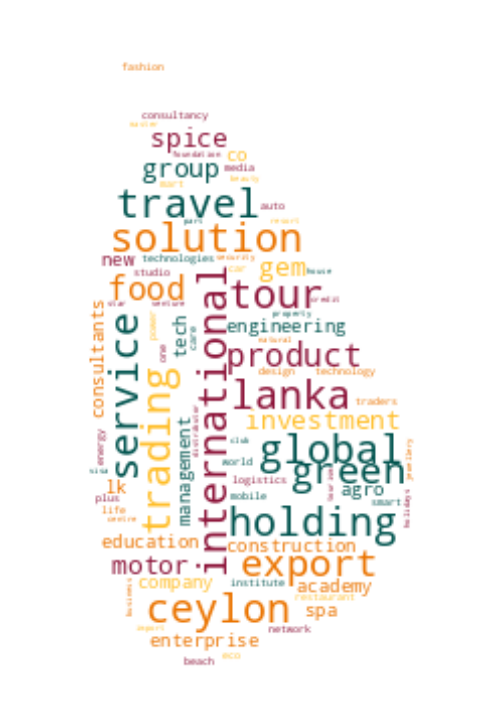 fashion
consultancy
master
spice
foundation
co
group
media
beauty
mart
travel
auto
part
resort
solution
new
technologies
security
studio
car
gem
house
food
tour
star
venture
credit
property
consultants
service
power
tech
care
international
engineering
natural
one
product
design
technology
trading
lanka
traders
distributor
investment
management
energy
club
global
jewellery
visa
world
green
tourism
logistics
lk
agro
plus
mobile
smart
holidays
life
holding
centre
education
construction
motor
export
business
company
institute
academy
restaurant
ceylon
spa
import
network
enterprise
eco
beach